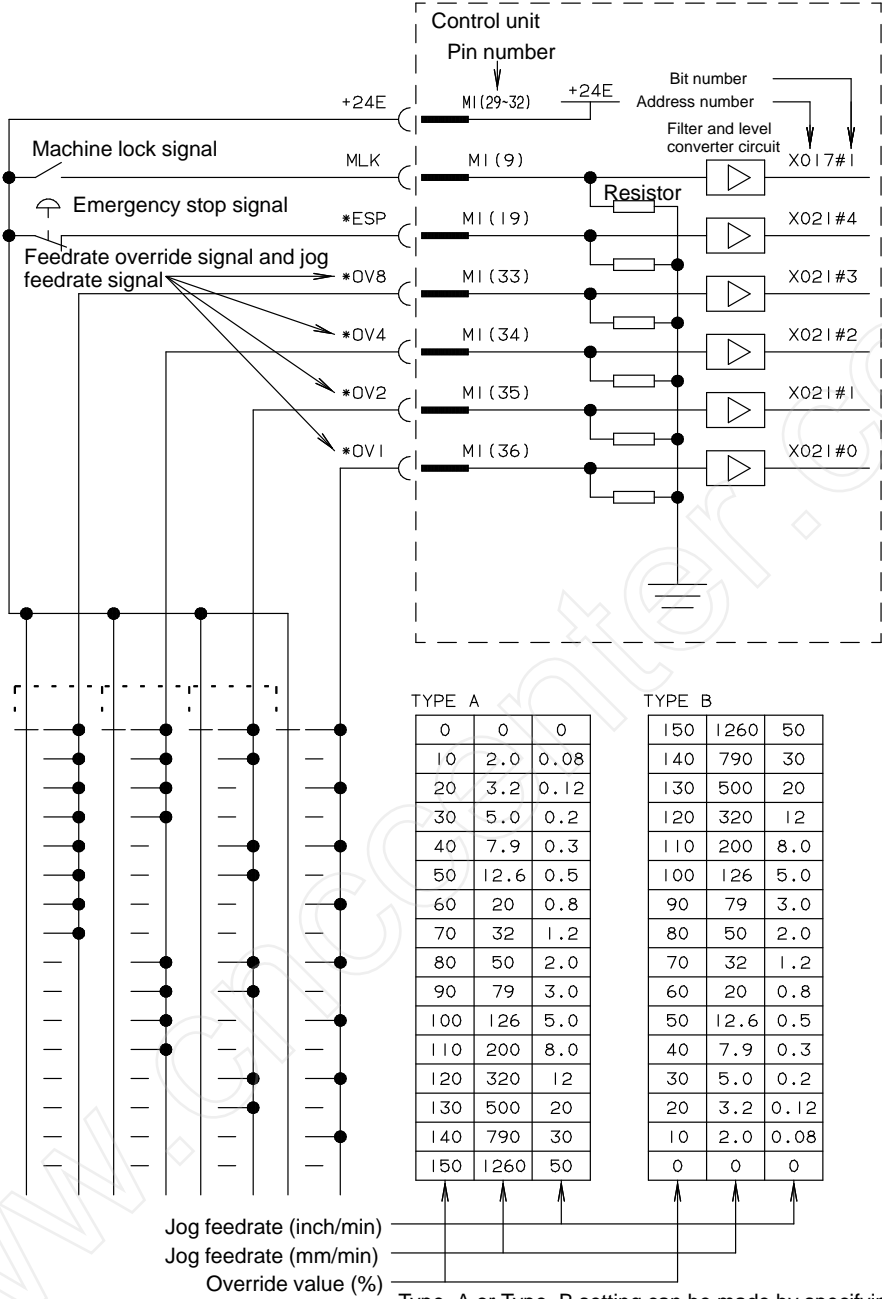 Control unit
Pin number
+24E
M1(29~32)
+24E
Bit number
Address number
Filter and level
converter circuit
Machine lock signal
MLK
M1(9)
X017#1
Resistor
Emergency stop signal
*ESP
M1(19)
X021#4
Feedrate override signal and jog
feedrate signal
*OV8
M1(33)
X021#3
*OV4
M1(34)
X021#2
*OV2
M1(35)
X021#1
*OV1
M1(36)
X021#0
TYPE A
0 0 0
10 2.0 0.08
20 3.2 0.12
30 5.0 0.2
40 7.9 0.3
50 12.6 0.5
60 20 0.8
70 32 1.2
80 50 2.0
90 79 3.0
100 126 5.0
110 200 8.0
120 320 12
130 500 20
140 790 30
150 1260 50
TYPE B
150 1260 50
140 790 30
130 500 20
120 320 12
110 200 8.0
100 126 5.0
90 79 3.0
80 50 2.0
70 32 1.2
60 20 0.8
50 12.6 0.5
40 7.9 0.3
30 5.0 0.2
20 3.2 0.12
10 2.0 0.08
0 0 0
Jog feedrate (inch/min)
Jog feedrate (mm/min)
Override value (%)
www.cnccenter.co